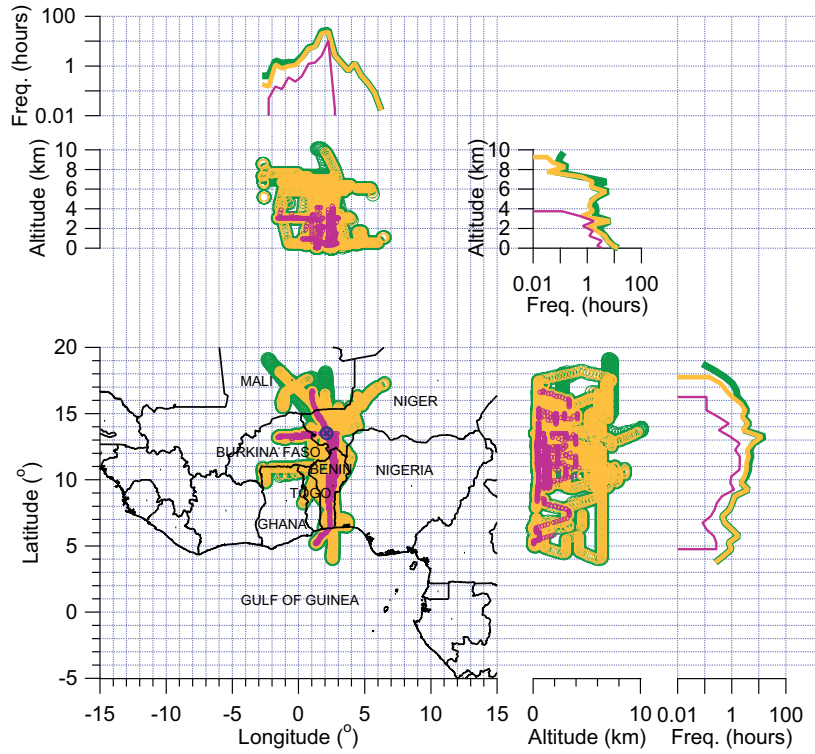 100
1
0.01
Freq. (hours)
10
8
6
4
2
0
Altitude (km)
10
8
6
4
2
0
Altitude (km)
0.01 1 100
Freq. (hours)
20
15
10
5
0
-5
Latitude (°)
MALI
NIGER
BURKINA FASO
BENIN
NIGERIA
TOGO
GHANA
GULF OF GUINEA
-15 -10 -5 0 5 10 15
Longitude (°)
0 10
Altitude (km)
0.01 1 100
Freq. (hours)